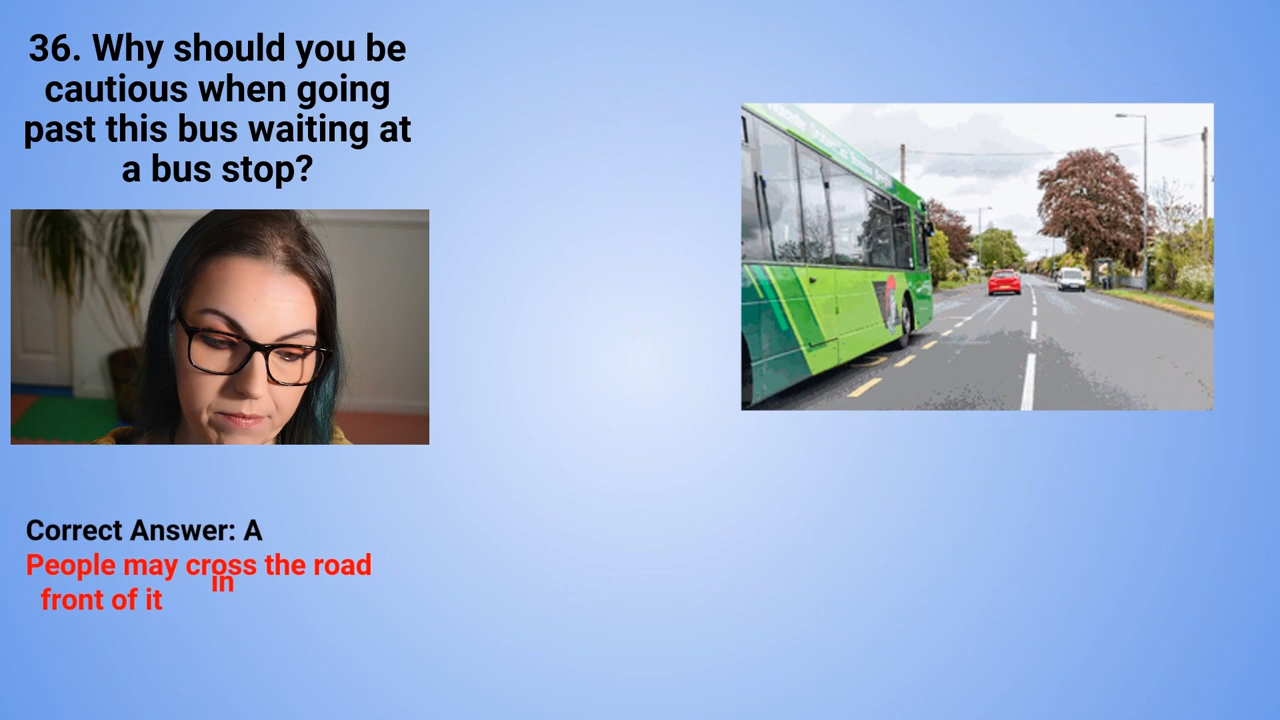 36. Why should you be
cautious when going
past this bus waiting at
a bus stop?
Correct Answer: A
People may cross the road
in
front of it